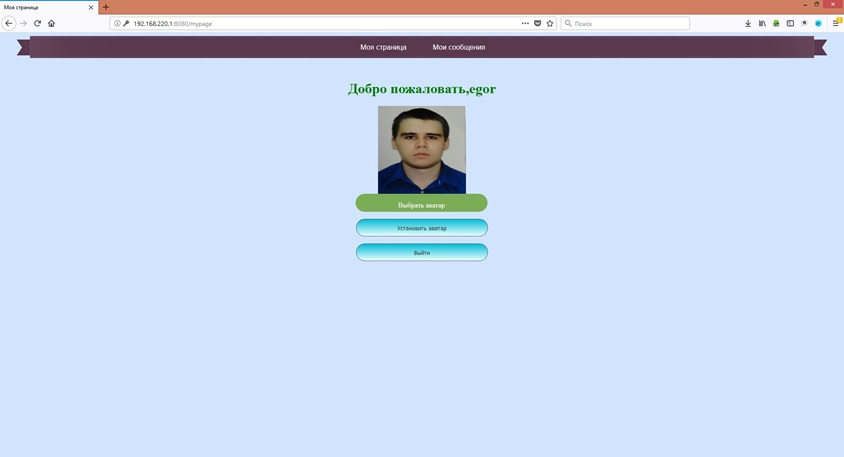 Моя страница
192.168.220.1:8080/mypage
Поиск
Моя страница Мои сообщения
Добро пожаловать,egor
Выбрать аватар
Установить аватар
Выйти